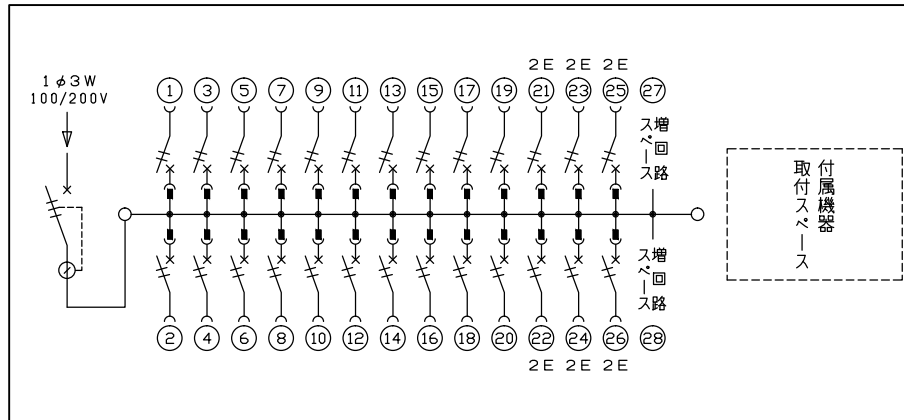 1φ3W
100/200V
2E 2E 2E
1 3 5 7 9 11 13 15 17 19 21 23 25 27
増回路
スペース
付属機器
取付スペース
増回路
スペース
2 4 6 8 10 12 14 16 18 20 22 24 26 28
2E 2E 2E